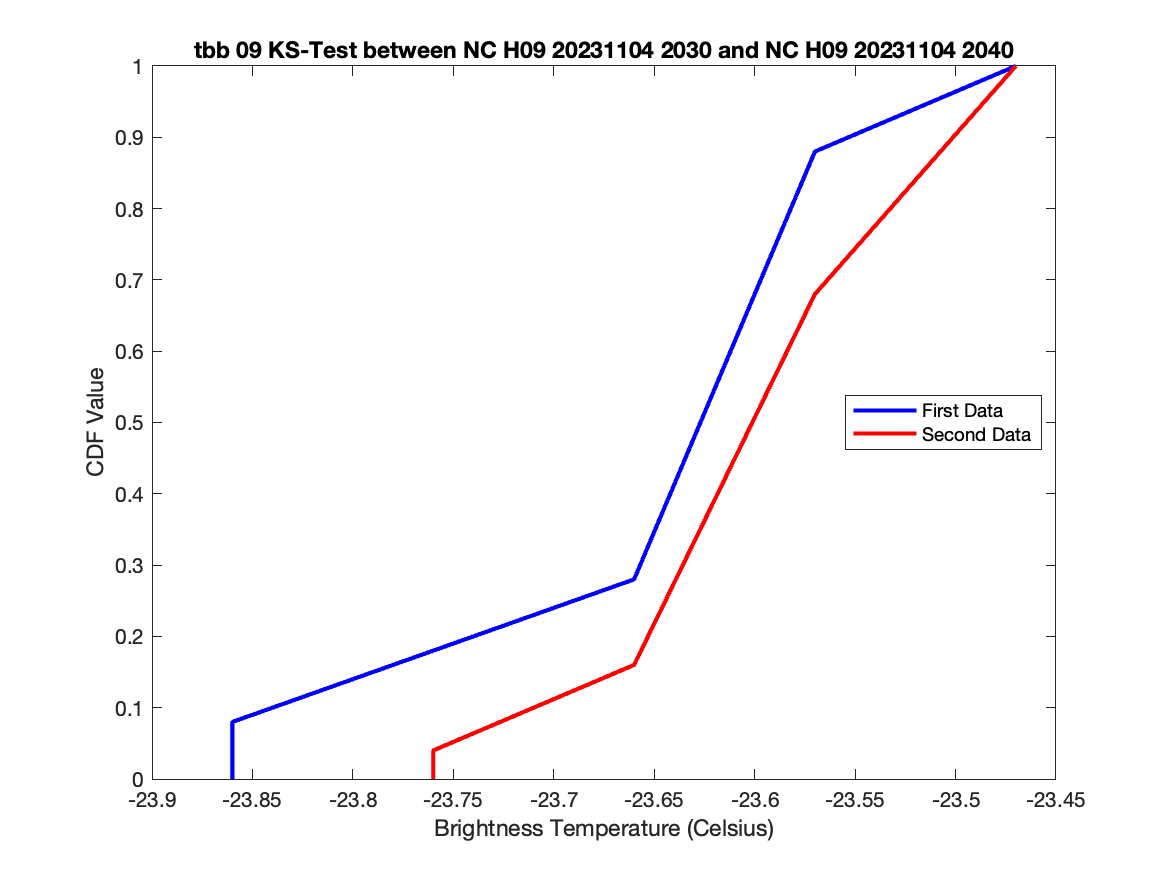 tbb 09 KS-Test between NC H09 20231104 2030 and NC H09 20231104 2040
1
0.9
0.8
0.7
0.6
0.5
0.4
0.3
0.2
0.1
0
CDF Value
First Data
Second Data
-23.9 -23.85 -23.8 -23.75 -23.7 -23.65 -23.6 -23.55 -23.5 -23.45
Brightness Temperature (Celsius)